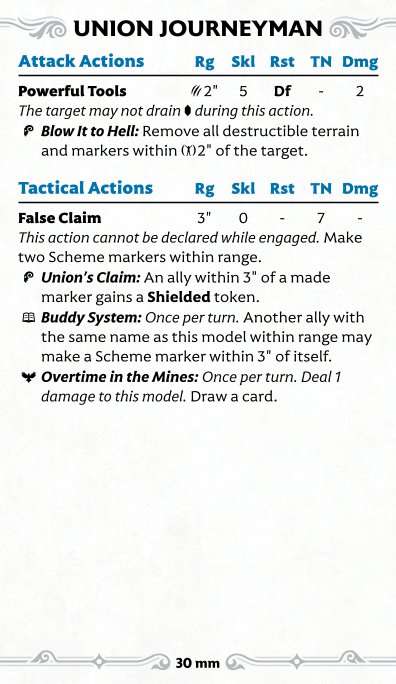 UNION JOURNEYMAN
Attack Actions Rg Skl Rst TN Dmg
Powerful Tools 2" 5 Df - 2
The target may not drain during this action.
Blow It to Hell: Remove all destructible terrain
and markers within 2" of the target.
Tactical Actions Rg Skl Rst TN Dmg
False Claim 3" 0 - 7 -
This action cannot be declared while engaged. Make
two Scheme markers within range.
Union's Claim: An ally within 3" of a made
marker gains a Shielded token.
Buddy System: Once per turn. Another ally with
the same name as this model within range may
make a Scheme marker within 3" of itself.
Overtime in the Mines: Once per turn. Deal 1
damage to this model. Draw a card.
30 mm